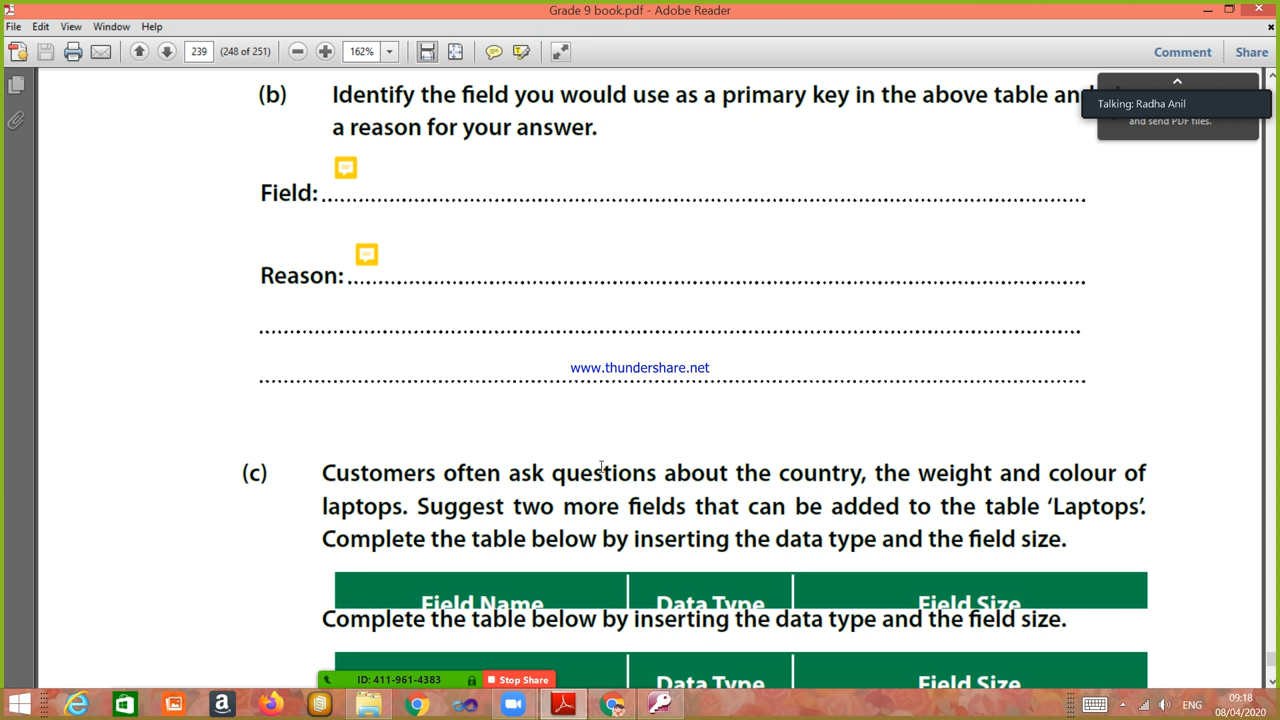 Grade 9 book.pdf - Adobe Reader
File Edit View Window Help
239 (248 of 251) 162% Comment Share
(b) Identify the field you would use as a primary key in the above table and
a reason for your answer.
Talking: Radha Anil
and send PDF files.
Field:
Reason:
www.thundershare.net
(c) Customers often ask questions about the country, the weight and colour of
laptops. Suggest two more fields that can be added to the table ‘Laptops’.
Complete the table below by inserting the data type and the field size.
Field Name Data Type Field Size
Complete the table below by inserting the data type and the field size.
Data Type Field Size
ID: 411-961-4383 Stop Share
ENG 09:18
08/04/2020